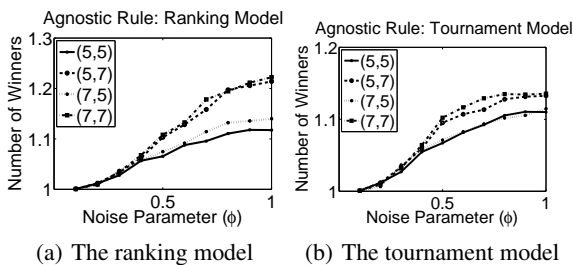 Agnostic Rule: Ranking Model
Number of Winners
1.3
1.2
1.1
1
(5,5)
(5,7)
(7,5)
(7,7)
0.5
1
Noise Parameter (ϕ)
(a) The ranking model
Agnostic Rule: Tournament Model
Number of Winners
1.2
1.1
1
(5,5)
(5,7)
(7,5)
(7,7)
0.5
1
Noise Parameter (ϕ)
(b) The tournament model